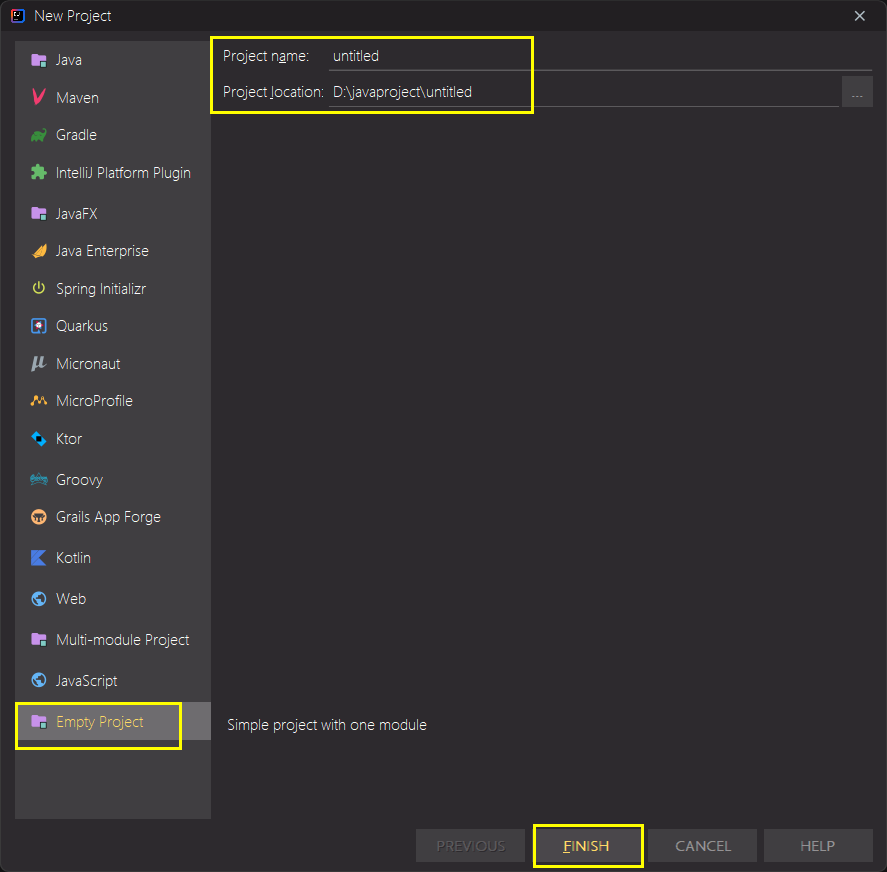 New Project
Java
Maven
Gradle
IntelliJ Platform Plugin
JavaFX
Java Enterprise
Spring Initializr
Quarkus
Micronaut
MicroProfile
Ktor
Groovy
Grails App Forge
Kotlin
Web
Multi-module Project
JavaScript
Empty Project
Project name: untitled
Project location: D:\javaproject\untitled
...
Simple project with one module
PREVIOUS
FINISH
CANCEL
HELP